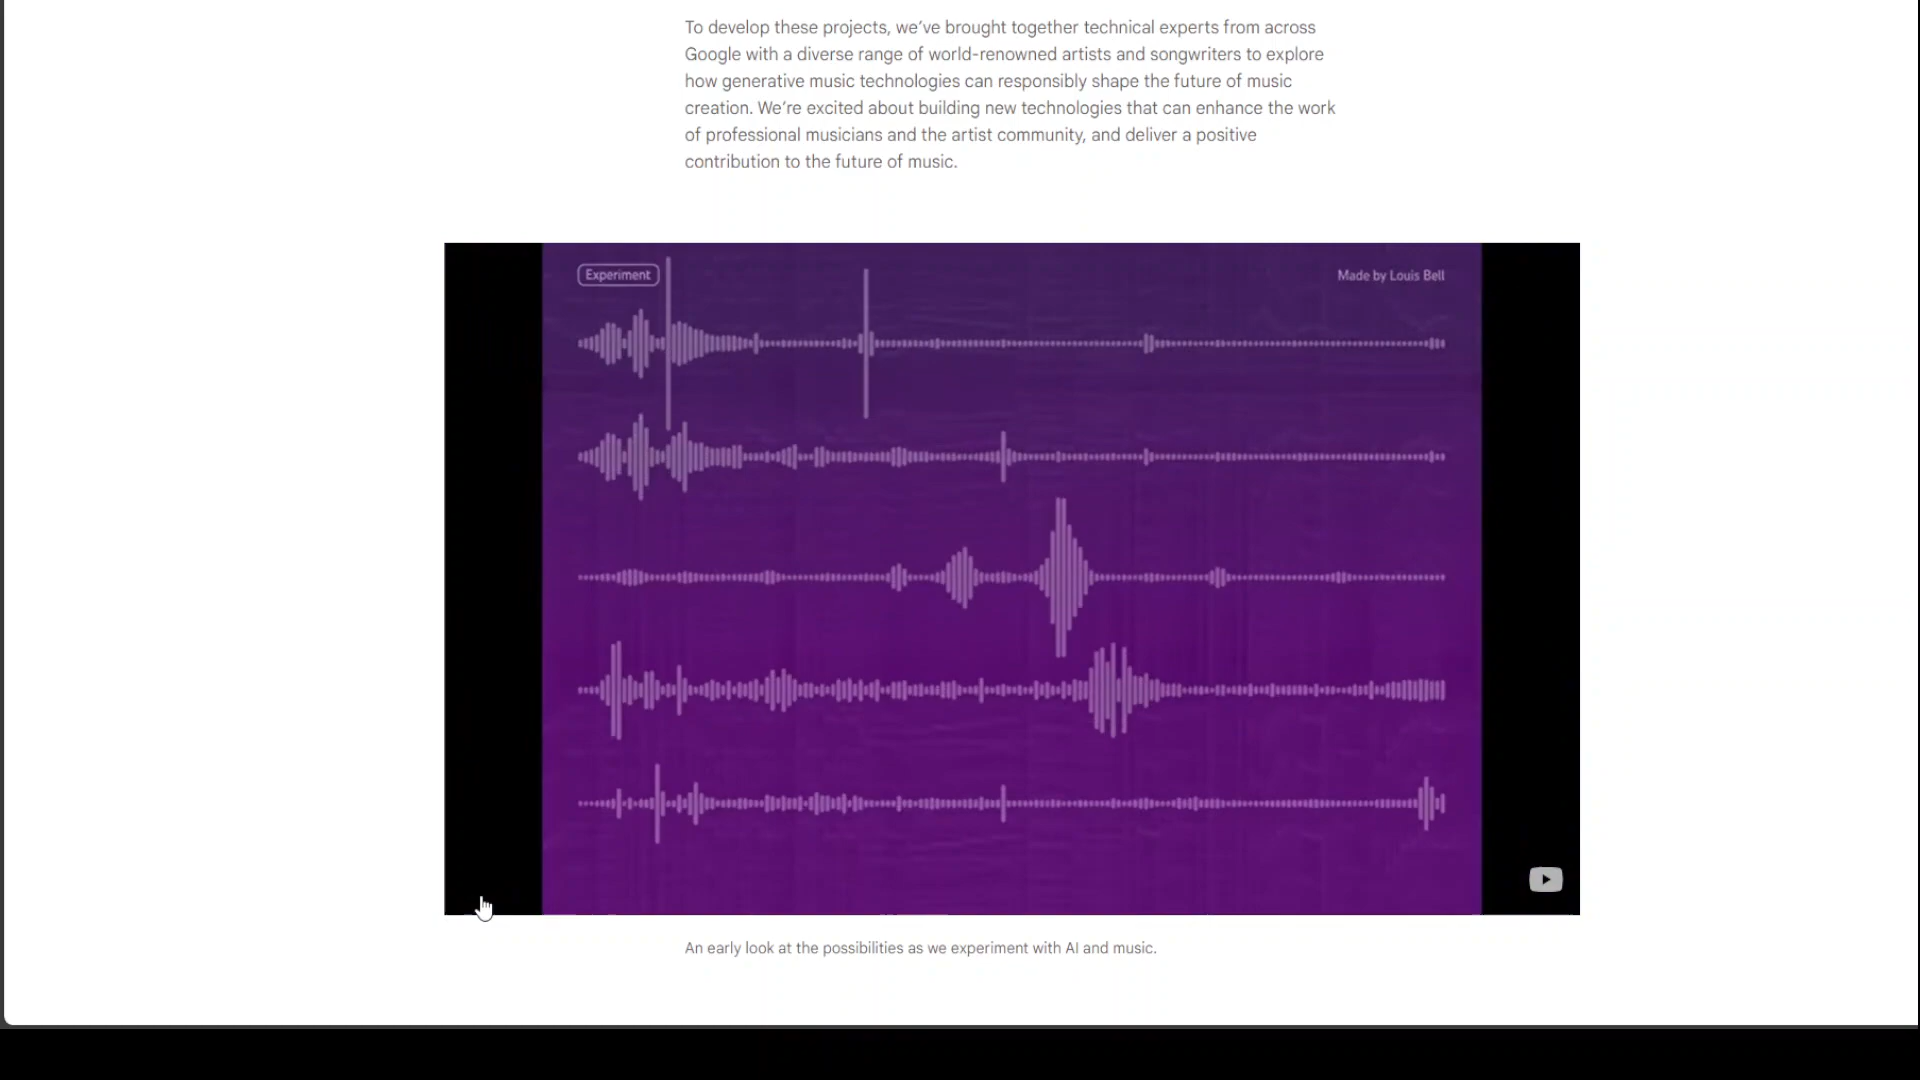 To develop these projects, we’ve brought together technical experts from across
Google with a diverse range of world-renowned artists and songwriters to explore
how generative music technologies can responsibly shape the future of music
creation. We’re excited about building new technologies that can enhance the work
of professional musicians and the artist community, and deliver a positive
contribution to the future of music.
Experiment
Made by Louis Bell
An early look at the possibilities as we experiment with AI and music.